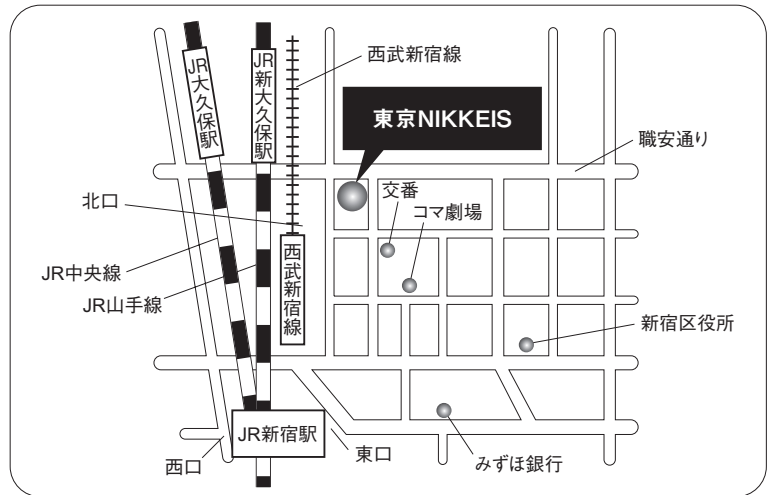 JR大久保駅
JR新大久保駅
西武新宿線
東京NIKKEIS
職安通り
北口
交番
コマ劇場
西武新宿線
JR中央線
JR山手線
新宿区役所
JR新宿駅
西口
東口
みずほ銀行